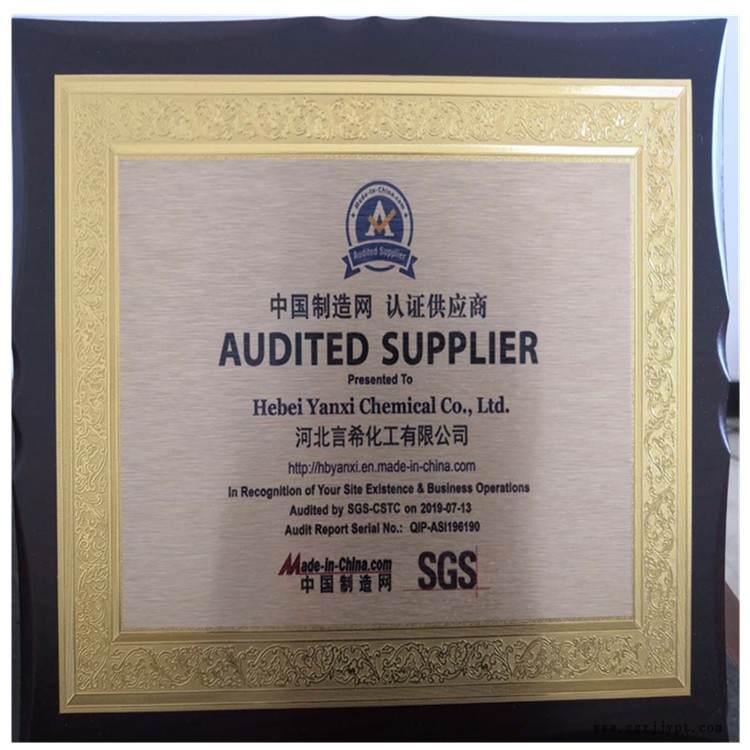 Made-in-China.com
A
Audited Supplier
中国制造网 认证供应商
AUDITED SUPPLIER
Presented To
Hebei Yanxi Chemical Co., Ltd.
河北言希化工有限公司
http://hbyanxi.en.made-in-china.com
In Recognition of Your Site Existence & Business Operations
Audited by SGS-CSTC on 2019-07-13
Audit Report Serial No.: QIP-ASI196190
Made-in-China.com
中国制造网
SGS